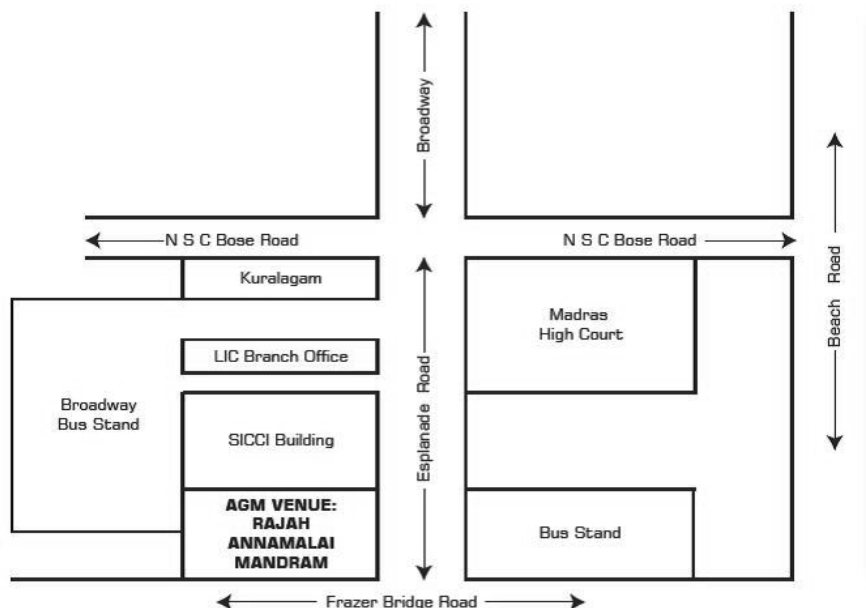 Broadway
N S C Bose Road
N S C Bose Road
Beach Road
Kuralagam
Madras
High Court
LIC Branch Office
Esplanade Road
Broadway
Bus Stand
SICCI Building
AGM VENUE:
RAJAH
ANNAMALAI
MANDRAM
Bus Stand
Frazer Bridge Road